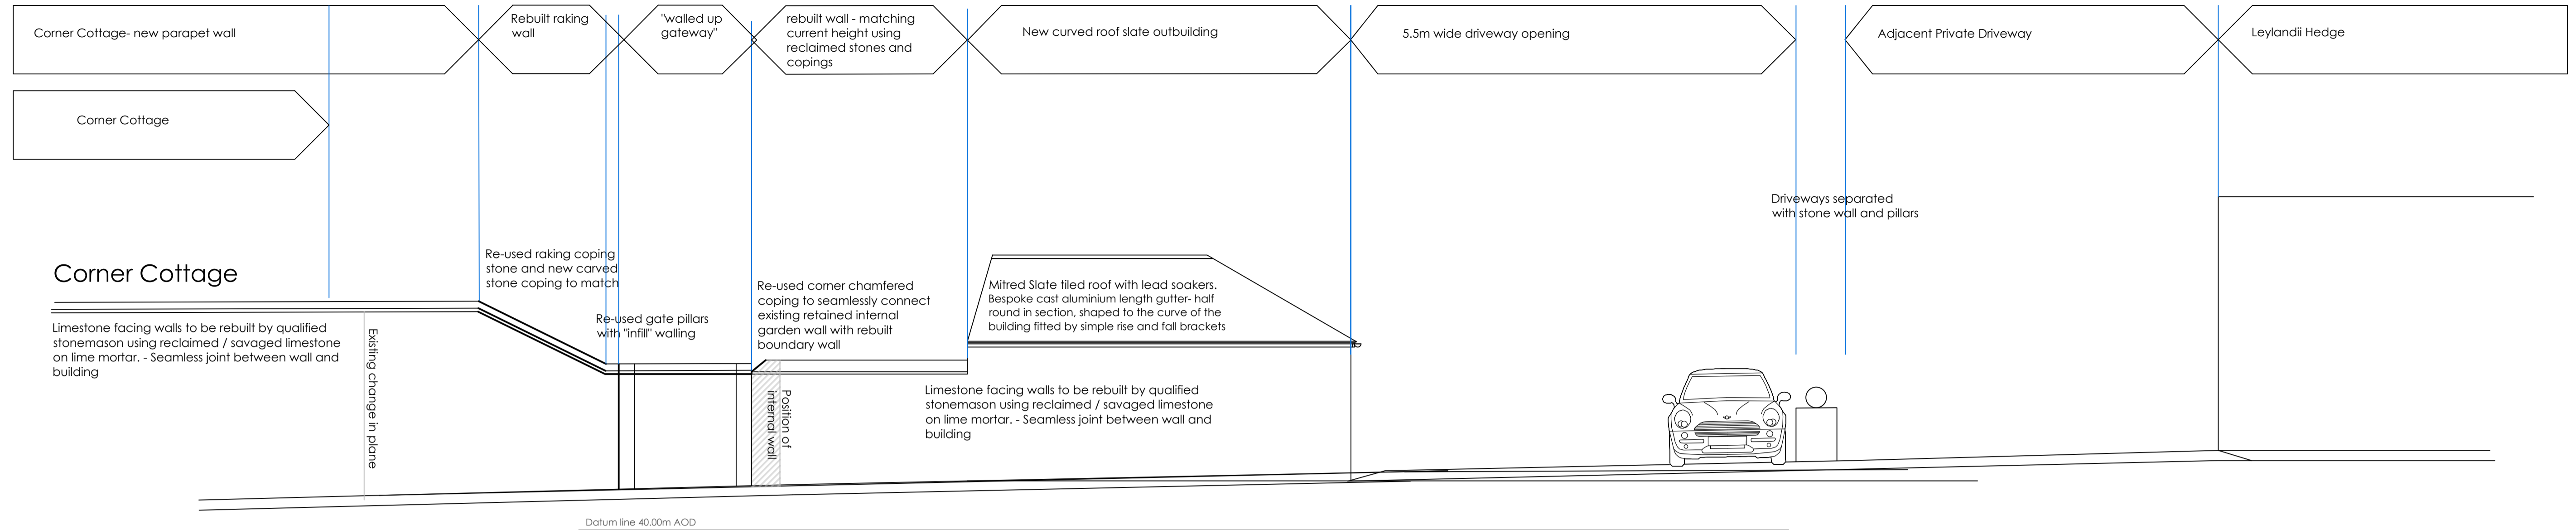 Corner Cottage- new parapet wall
Rebuilt raking
wall
"walled up
gateway"
rebuilt wall - matching
current height using
reclaimed stones and
copings
New curved roof slate outbuilding
5.5m wide driveway opening
Adjacent Private Driveway
Leylandii Hedge
Corner Cottage
Driveways separated
with stone wall and pillars
Corner Cottage
Re-used raking coping
stone and new carved
stone coping to match
Re-used corner chamfered
coping to seamlessly connect
existing retained internal
garden wall with rebuilt
boundary wall
Mitred Slate tiled roof with lead soakers.
Bespoke cast aluminium length gutter- half
round in section, shaped to the curve of the
building fitted by simple rise and fall brackets
Re-used gate pillars
with "infill" walling
Limestone facing walls to be rebuilt by qualified
stonemason using reclaimed / savaged limestone
on lime mortar. - Seamless joint between wall and
building
Existing change in plane
Position of
internal wall
Limestone facing walls to be rebuilt by qualified
stonemason using reclaimed / savaged limestone
on lime mortar. - Seamless joint between wall and
building
Datum line 40.00m AOD